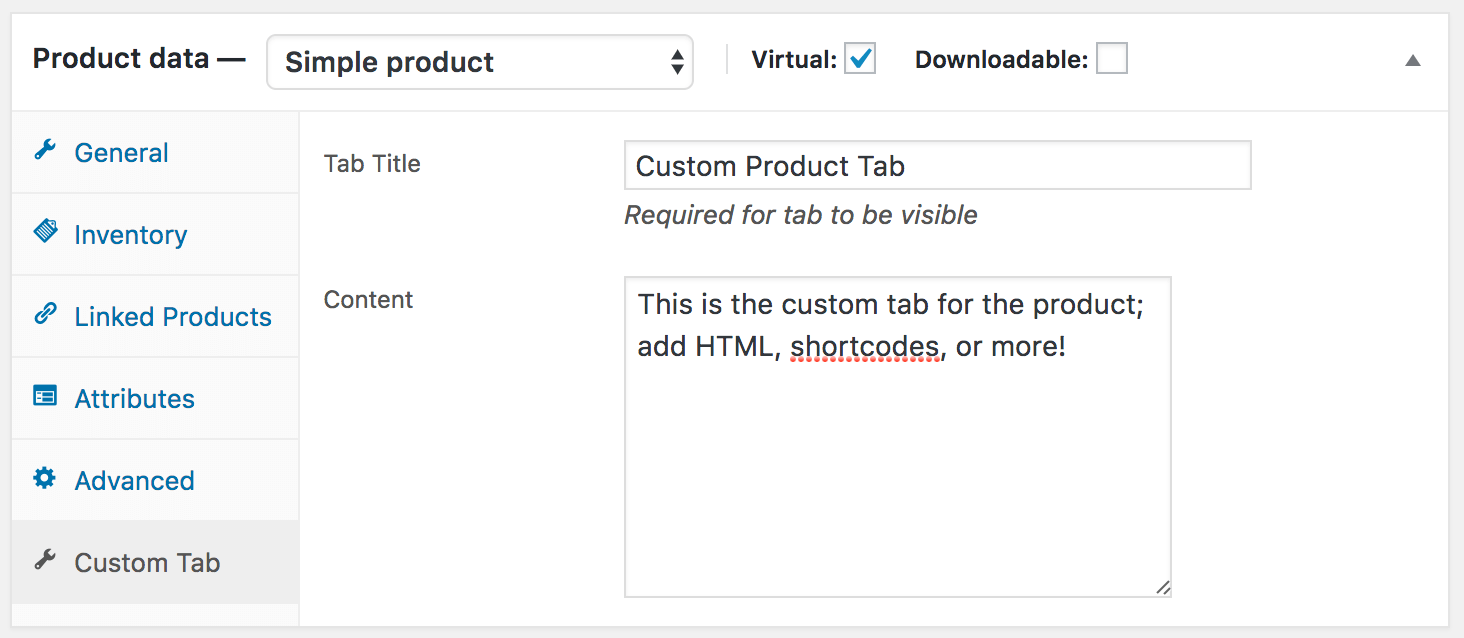 Product data — Simple product Virtual: Downloadable:
General
Inventory
Linked Products
Attributes
Advanced
Custom Tab
Tab Title
Custom Product Tab
Required for tab to be visible
Content
This is the custom tab for the product;
add HTML, shortcodes, or more!